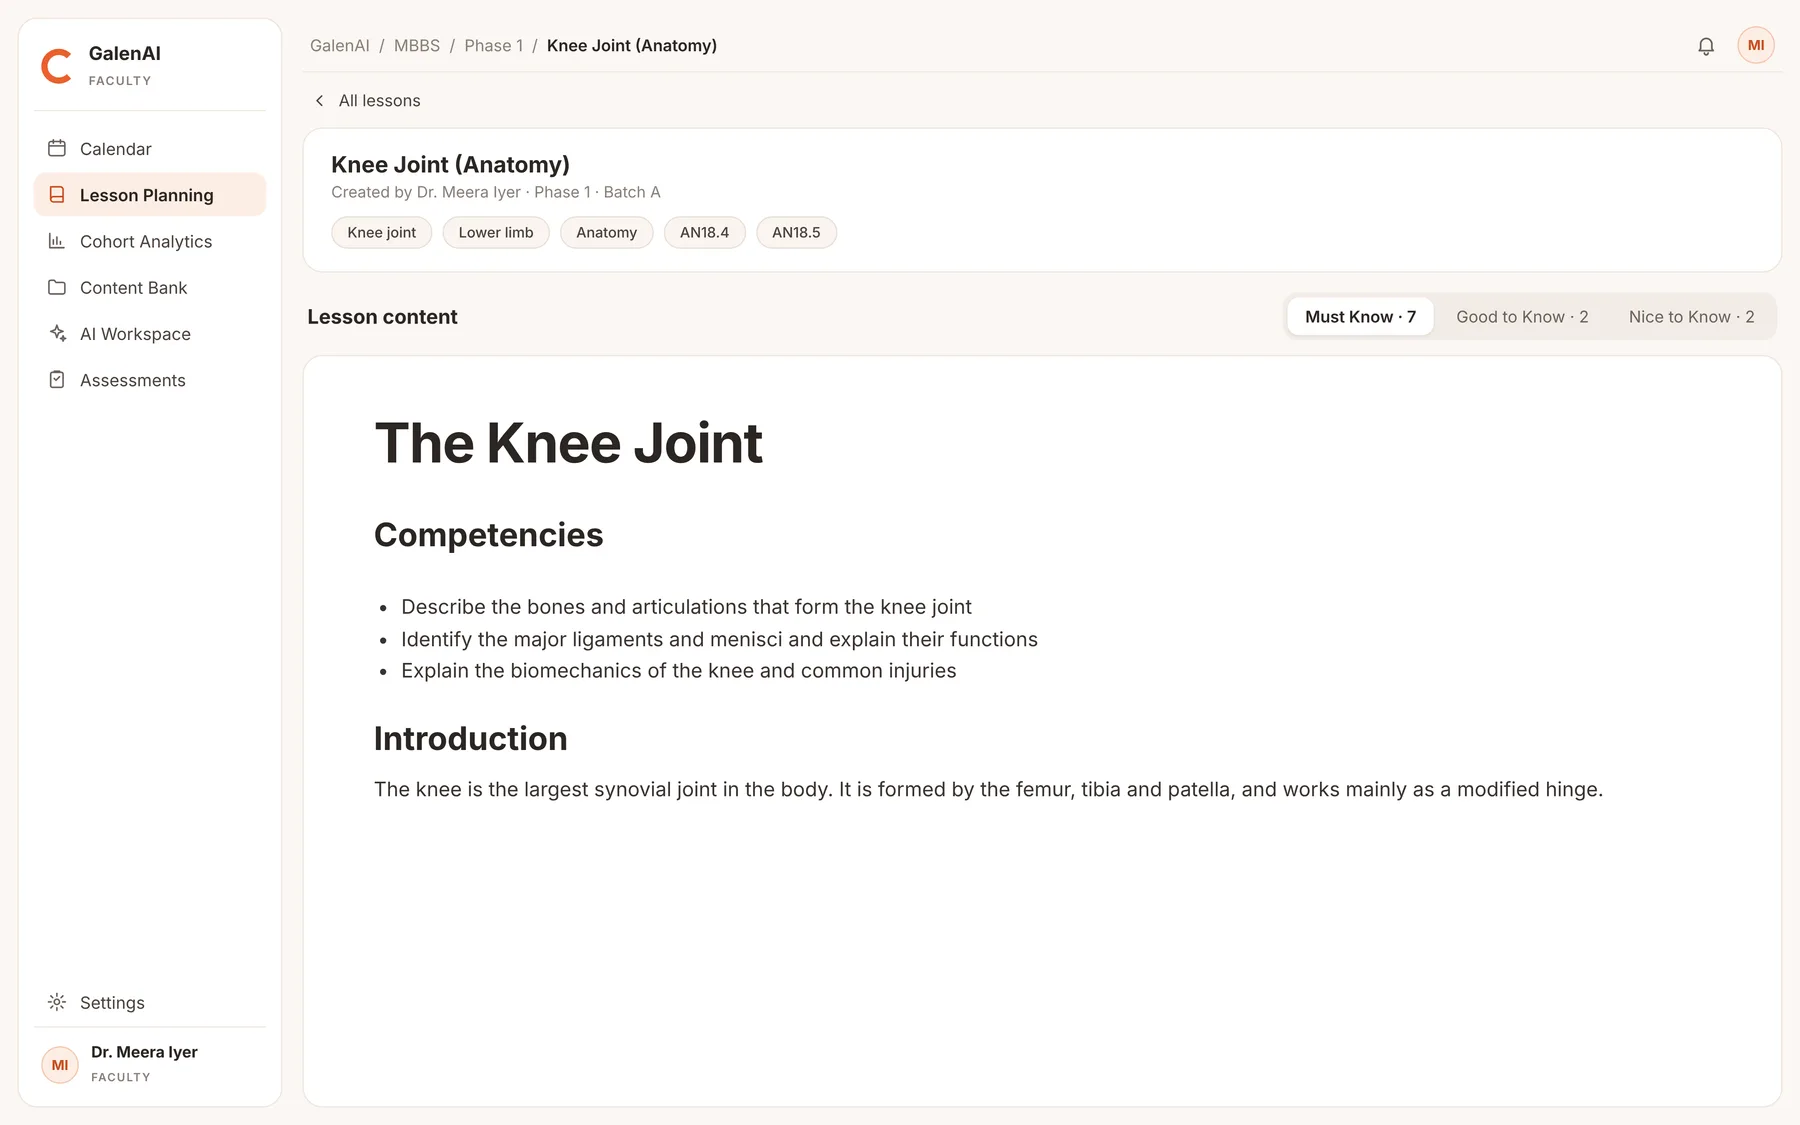 GalenAI
FACULTY
Calendar
Lesson Planning
Cohort Analytics
Content Bank
AI Workspace
Assessments
Settings
MI
Dr. Meera Iyer
FACULTY
GalenAI / MBBS / Phase 1 / Knee Joint (Anatomy)
MI
All lessons
Knee Joint (Anatomy)
Created by Dr. Meera Iyer · Phase 1 · Batch A
Knee joint Lower limb Anatomy AN18.4 AN18.5
Lesson content
Must Know · 7 Good to Know · 2 Nice to Know · 2
The Knee Joint
Competencies
• Describe the bones and articulations that form the knee joint
• Identify the major ligaments and menisci and explain their functions
• Explain the biomechanics of the knee and common injuries
Introduction
The knee is the largest synovial joint in the body. It is formed by the femur, tibia and patella, and works mainly as a modified hinge.